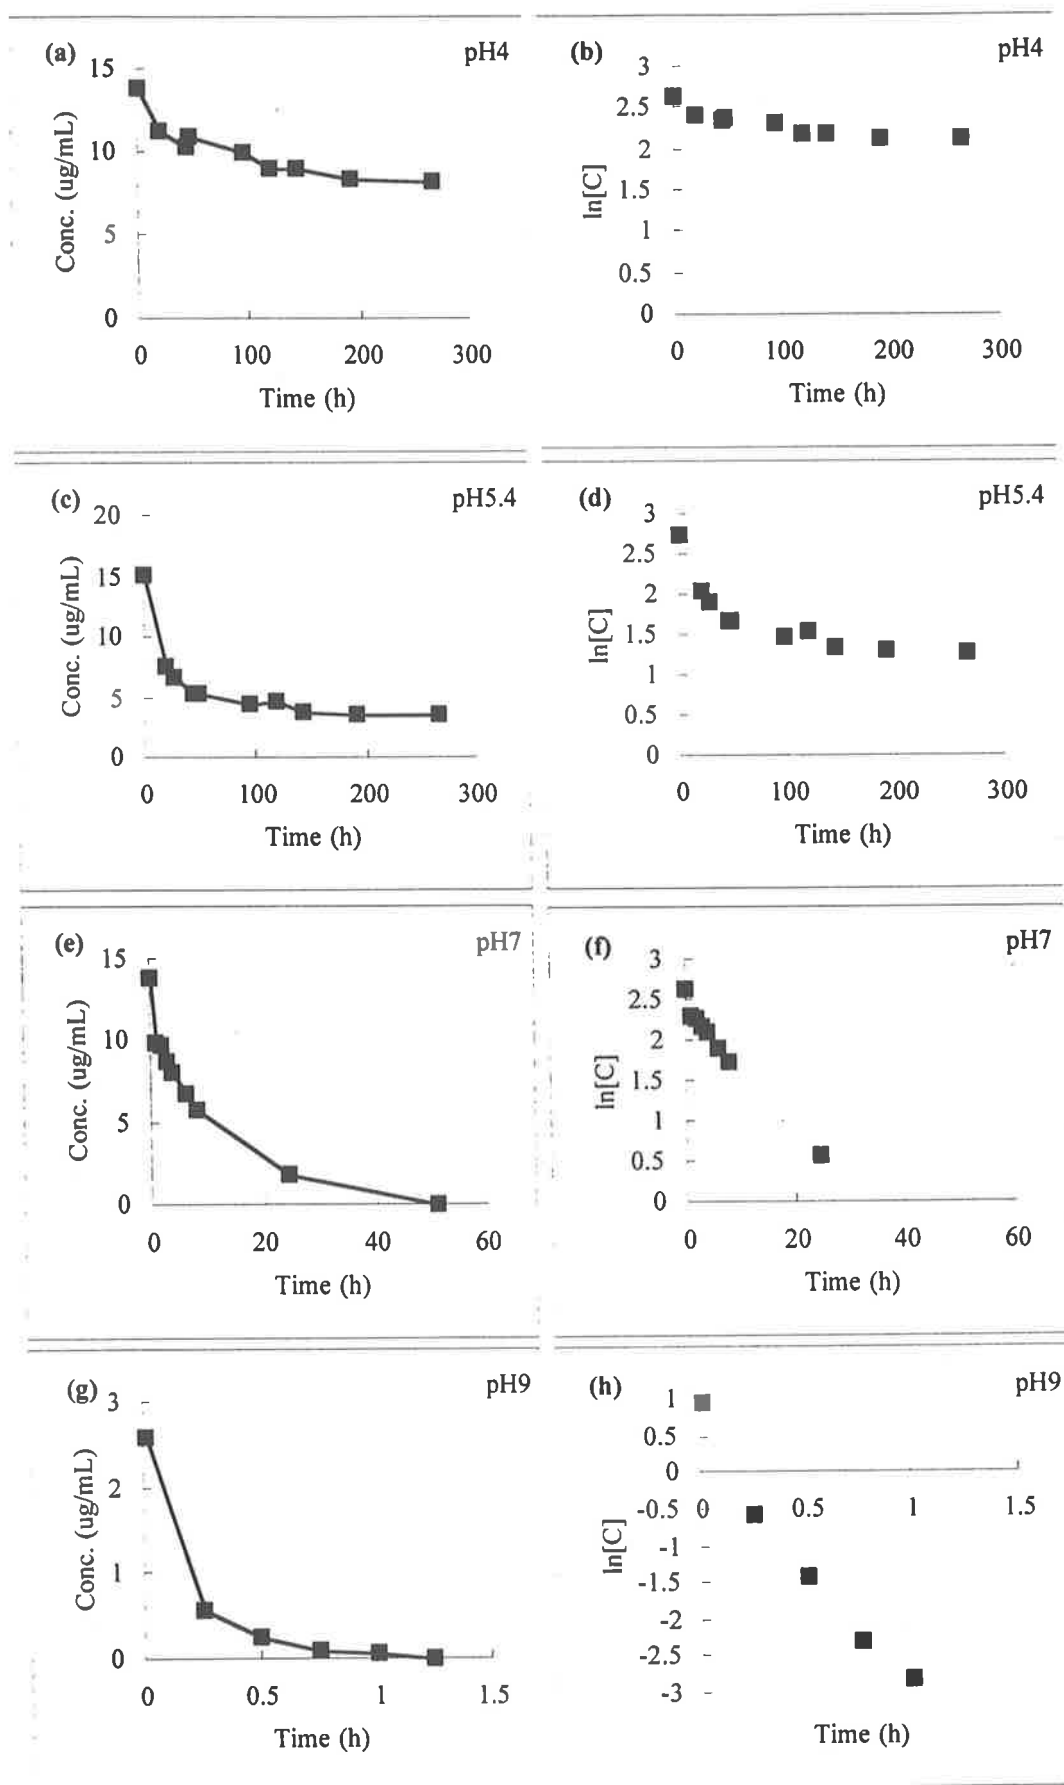 (a) pH4
15
10
5
0
0 100 200 300
Conc. (ug/mL)
Time (h)
(b) pH4
3
2.5
2
1.5
1
0.5
0
0 100 200 300
ln[C]
Time (h)
(c) pH5.4
20
15
10
5
0
0 100 200 300
Conc. (ug/mL)
Time (h)
(d) pH5.4
3
2.5
2
1.5
1
0.5
0
0 100 200 300
ln[C]
Time (h)
(e) pH7
15
10
5
0
0 20 40 60
Conc. (ug/mL)
Time (h)
(f) pH7
3
2.5
2
1.5
1
0.5
0
0 20 40 60
ln[C]
Time (h)
(g) pH9
3
2
1
0
0 0.5 1 1.5
Conc. (ug/mL)
Time (h)
(h) pH9
1
0.5
0
-0.5 0 0.5 1 1.5
-1
-1.5
-2
-2.5
-3
ln[C]
Time (h)